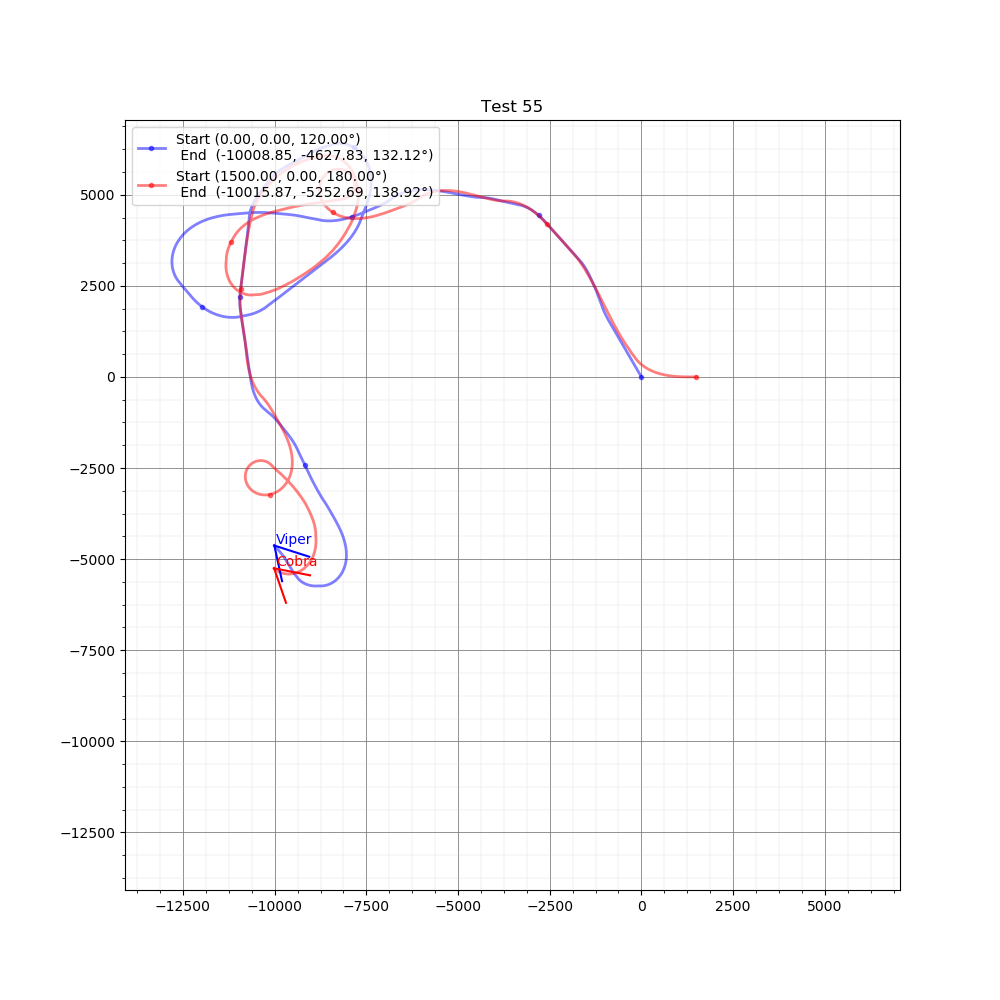 Test 55
Start (0.00, 0.00, 120.00°)
End (-10008.85, -4627.83, 132.12°)
Start (1500.00, 0.00, 180.00°)
End (-10015.87, -5252.69, 138.92°)
5000
2500
0
−2500
−5000
−7500
−10000
−12500
Viper
Cobra
−12500 −10000 −7500 −5000 −2500 0 2500 5000